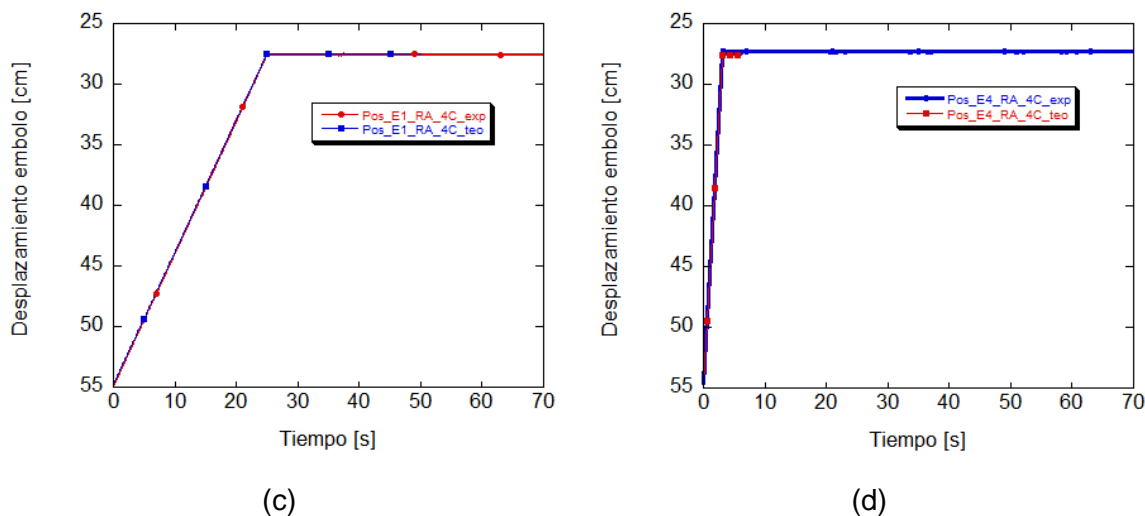 25
30
35
40
45
50
55
Desplazamiento embolo [cm]
Pos_E1_RA_4C_exp
Pos_E1_RA_4C_teo
0 10 20 30 40 50 60 70
Tiempo [s]
(c)
25
30
35
40
45
50
55
Desplazamiento embolo [cm]
Pos_E4_RA_4C_exp
Pos_E4_RA_4C_teo
0 10 20 30 40 50 60 70
Tiempo [s]
(d)